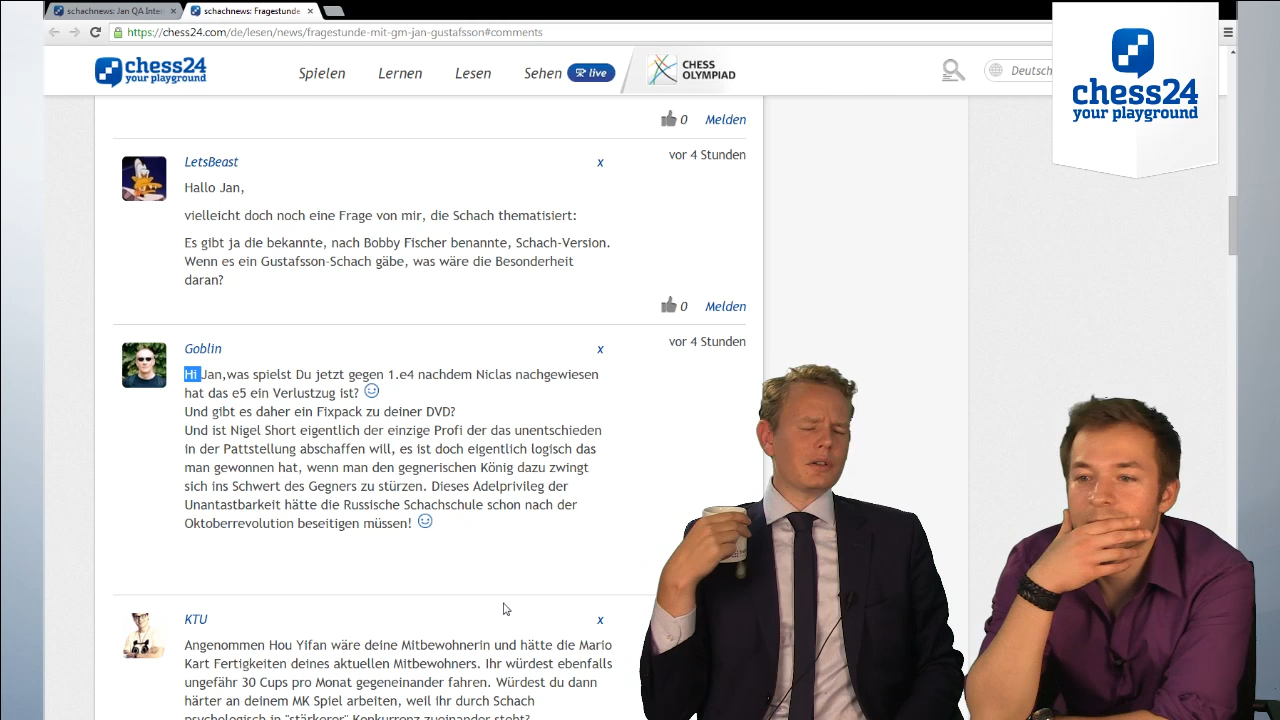 schachnews: Jan QA Inter
schachnews: Fragestunde
https://chess24.com/de/lesen/news/fragestunde-mit-gm-jan-gustafsson#comments
chess24
your playground
Spielen
Lernen
Lesen
Sehen
live
CHESS
OLYMPIAD
Deutsch
chess24
your playground
0 Melden
LetsBeast
x
vor 4 Stunden
Hallo Jan,
vielleicht doch noch eine Frage von mir, die Schach thematisiert:
Es gibt ja die bekannte, nach Bobby Fischer benannte, Schach-Version.
Wenn es ein Gustafsson-Schach gäbe, was wäre die Besonderheit
daran?
0 Melden
Goblin
x
vor 4 Stunden
Hi Jan,was spielst Du jetzt gegen 1.e4 nachdem Niclas nachgewiesen
hat das e5 ein Verlustzug ist?
Und gibt es daher ein Fixpack zu deiner DVD?
Und ist Nigel Short eigentlich der einzige Profi der das unentschieden
in der Pattstellung abschaffen will, es ist doch eigentlich logisch das
man gewonnen hat, wenn man den gegnerischen König dazu zwingt
sich ins Schwert des Gegners zu stürzen. Dieses Adelprivileg der
Unantastbarkeit hätte die Russische Schachschule schon nach der
Oktoberrevolution beseitigen müssen!
KTU
x
Angenommen Hou Yifan wäre deine Mitbewohnerin und hätte die Mario
Kart Fertigkeiten deines aktuellen Mitbewohners. Ihr würdest ebenfalls
ungefähr 30 Cups pro Monat gegeneinander fahren. Würdest du dann
härter an deinem MK Spiel arbeiten, weil ihr durch Schach
psychologisch in "stärkerer" Konkurrenz zueinander steht?